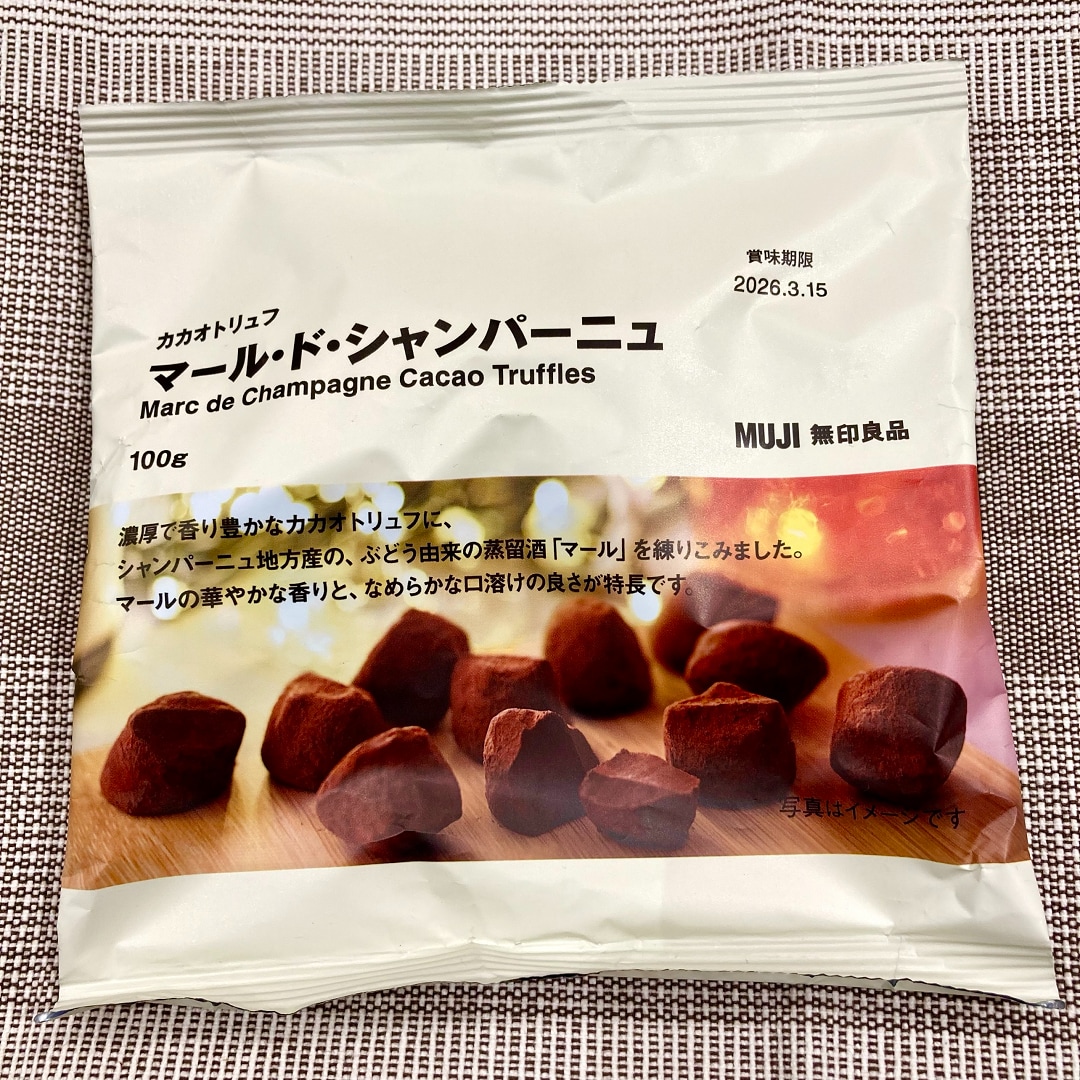 賞味期限
2026.3.15
カカオトリュフ
マール・ド・シャンパーニュ
Marc de Champagne Cacao Truffles
100g
MUJI 無印良品
濃厚で香り豊かなカカオトリュフに、
シャンパーニュ地方産の、ぶどう由来の蒸留酒「マール」を練りこみました。
マールの華やかな香りと、なめらかな口溶けの良さが特長です。
写真はイメージです